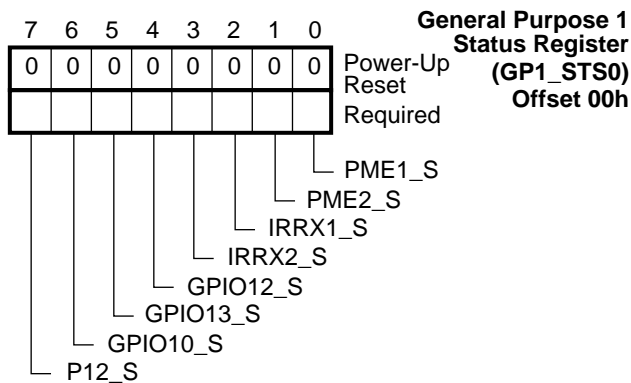 General Purpose 1
Status Register
(GP1_STS0)
Offset 00h
7 6 5 4 3 2 1 0
0 0 0 0 0 0 0 0
Power-Up
Reset
Required
PME1_S
PME2_S
IRRX1_S
IRRX2_S
GPIO12_S
GPIO13_S
GPIO10_S
P12_S